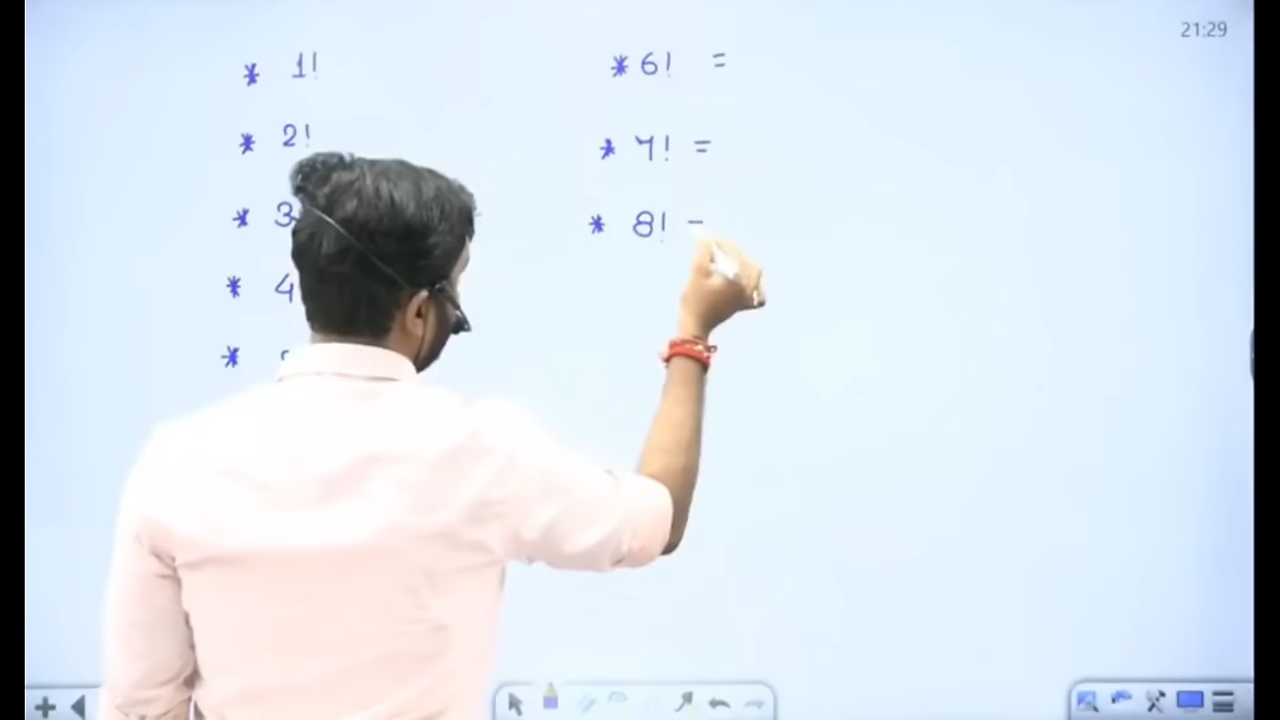 21:29
* 1!
* 2!
* 3
* 4
*
* 6! =
* 7! =
* 8! =